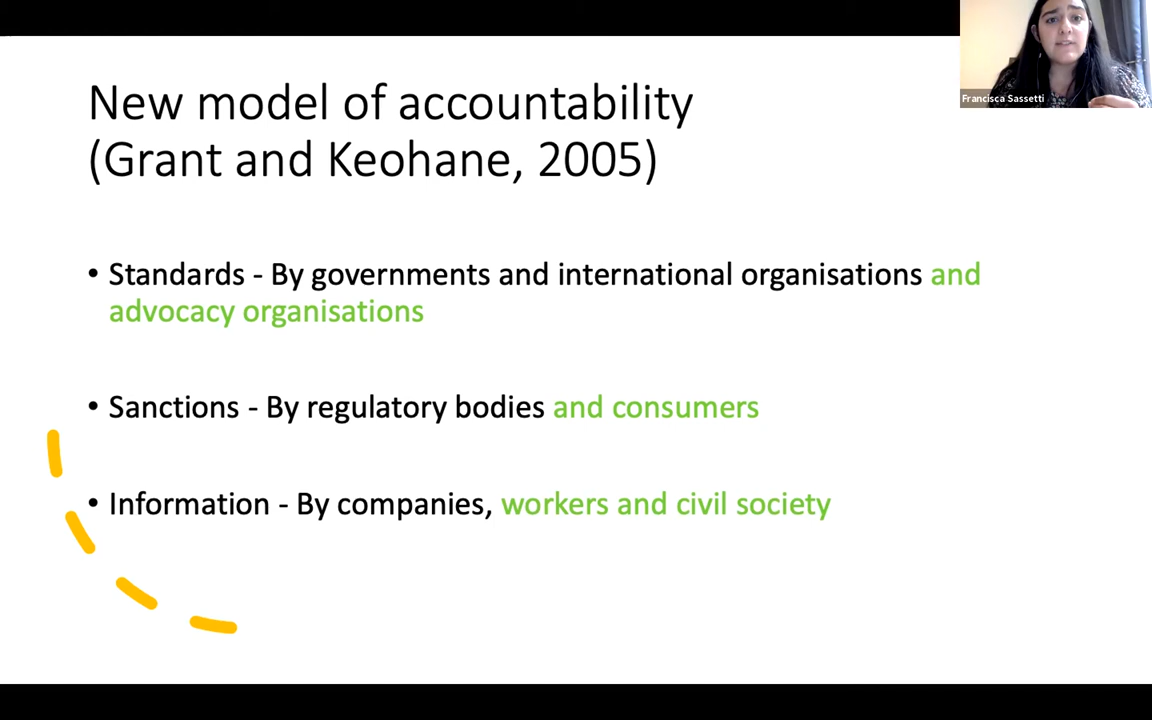 New model of accountability
(Grant and Keohane, 2005)
Francisca Sassetti
• Standards - By governments and international organisations and
advocacy organisations
• Sanctions - By regulatory bodies and consumers
• Information - By companies, workers and civil society